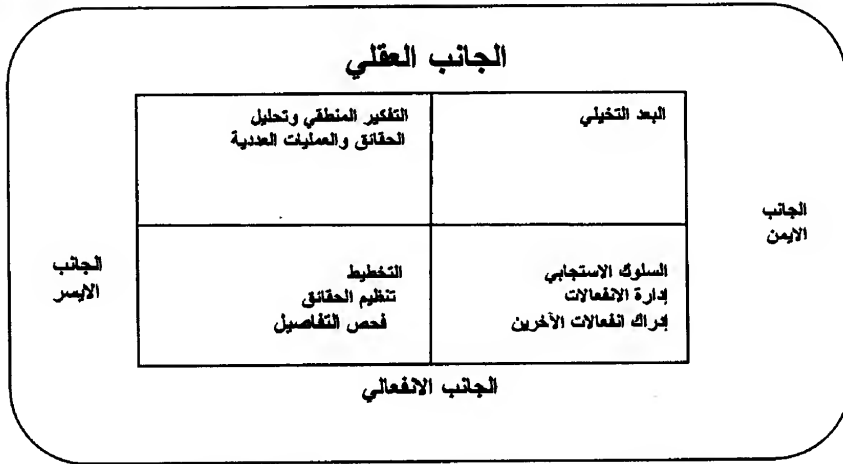 الجانب العقلي
البعد التخيلي
التفكير المنطقي وتحليل
الحقائق والعمليات العددية
الجانب
الايمن
السلوك الاستجابي
إدارة الانفعالات
إدراك انفعالات الآخرين
التخطيط
تنظيم الحقائق
فحص التفاصيل
الجانب
الايسر
الجانب الانفعالي